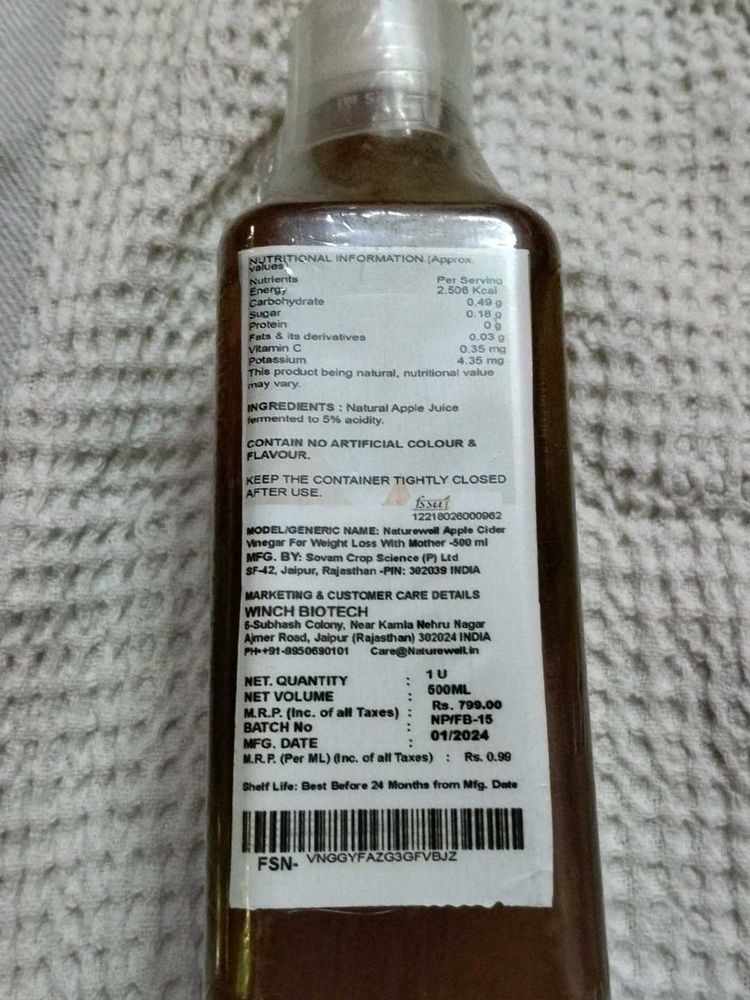 NUTRITIONAL INFORMATION (Approx.
values)
Nutrients Per Serving
Energy 2.506 Kcal
Carbohydrate 0.49 g
Sugar 0.18 g
Protein 0 g
Fats & its derivatives 0.03 g
Vitamin C 0.35 mg
Potassium 4.35 mg
This product being natural, nutritional value
may vary.
INGREDIENTS : Natural Apple Juice
fermented to 5% acidity.
CONTAIN NO ARTIFICIAL COLOUR &
FLAVOUR.
KEEP THE CONTAINER TIGHTLY CLOSED
AFTER USE.
fssai
12218026000962
MODEL/GENERIC NAME: Naturewell Apple Cider
Vinegar For Weight Loss With Mother -500 ml
MFG. BY: Sovam Crop Science (P) Ltd
SF-42, Jaipur, Rajasthan -PIN: 302039 INDIA
MARKETING & CUSTOMER CARE DETAILS
WINCH BIOTECH
6-Subhash Colony, Near Kamla Nehru Nagar
Ajmer Road, Jaipur (Rajasthan) 302024 INDIA
PH-+91-9950690101 Care@Naturewell.in
NET. QUANTITY : 1 U
NET VOLUME : 500ML
M.R.P. (Inc. of all Taxes) : Rs. 799.00
BATCH No : NP/FB-15
MFG. DATE : 01/2024
M.R.P. (Per ML) (Inc. of all Taxes) : Rs. 0.99
Shelf Life: Best Before 24 Months from Mfg. Date
FSN- VNGGYFAZG3GFVBJZ